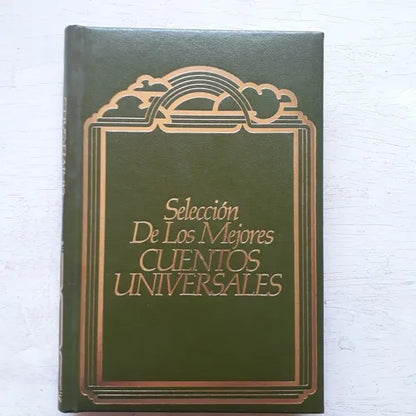 Selección
De Los Mejores
CUENTOS
UNIVERSALES